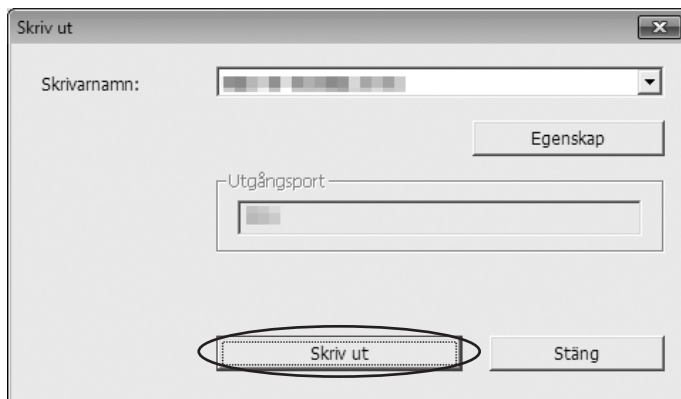 Skriv ut
Skrivarnamn:
Egenskap
Utgångsport
Skriv ut
Stäng